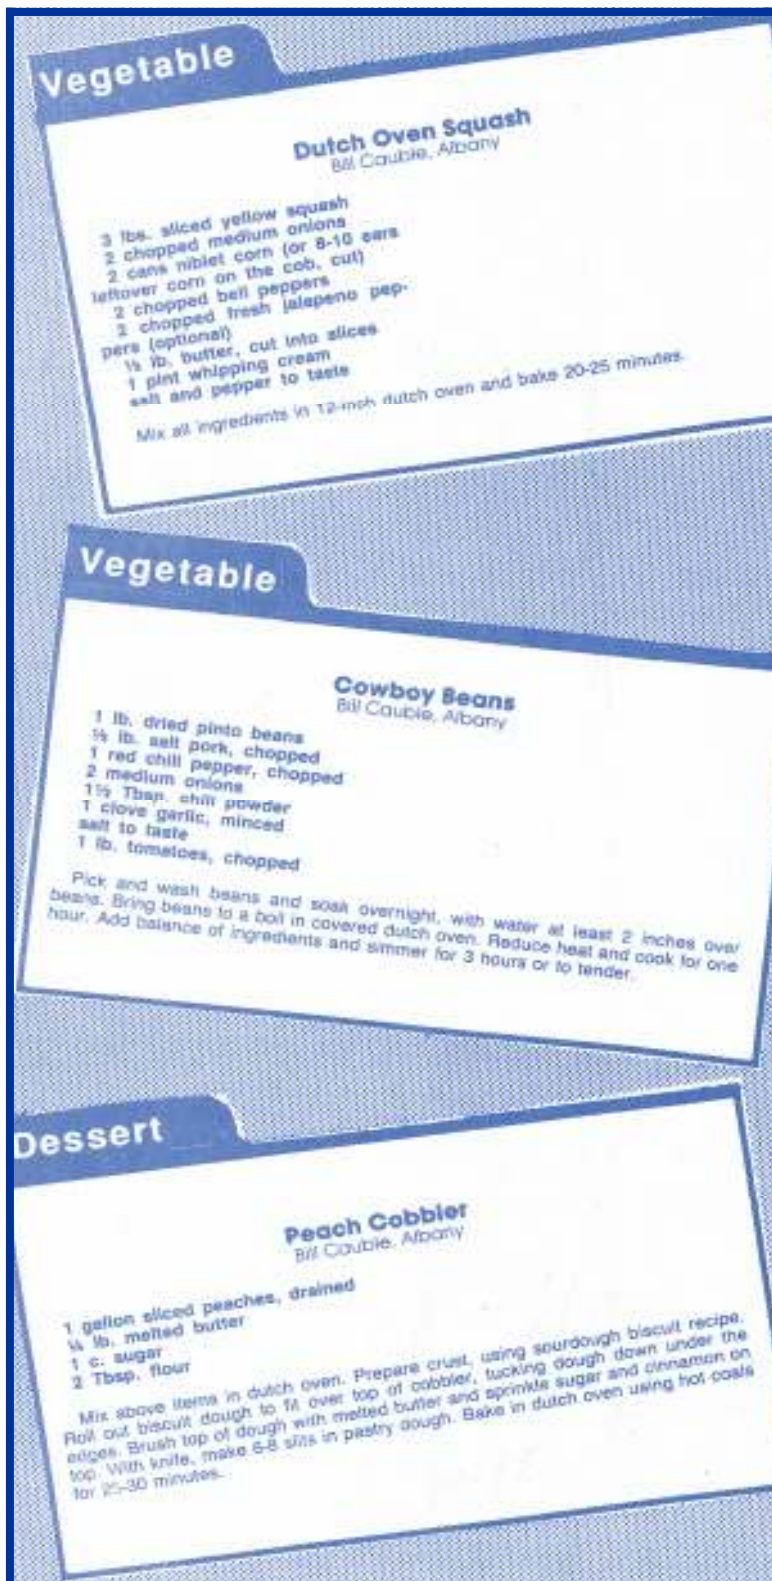 Vegetable
Dutch Oven Squash
Bill Cauble, Albany
3 lbs. sliced yellow squash
2 chopped medium onions
2 cans niblet corn (or 8-10 ears
leftover corn on the cob, cut)
2 chopped bell peppers
2 chopped fresh jalapeno pep-
pers (optional)
lb. butter, cut into slices
1 pint whipping cream
salt and pepper to taste
Mix all ingredients in 12-inch dutch oven and bake 20-25 minutes.
Vegetable
Cowboy Beans
Bill Cauble, Albany
1 lb. dried pinto beans
lb. salt pork, chopped
1 red chili pepper, chopped
2 medium onions
1½ Tbsp. chili powder
1 clove garlic, minced
salt to taste
1 lb. tomatoes, chopped
Pick and wash beans and soak overnight, with water at least 2 inches over
beans. Bring beans to a boil in covered dutch oven. Reduce heat and cook for one
hour. Add balance of ingredients and simmer for 3 hours or to tender.
Dessert
Peach Cobbler
Bill Cauble, Albany
1 gallon sliced peaches, drained
¼ lb. melted butter
1 c. sugar
2 Tbsp. flour
Mix above items in dutch oven. Prepare crust, using sourdough biscuit recipe.
Roll out biscuit dough to fit over top of cobbler, tucking dough down under the
edges. Brush top of dough with melted butter and sprinkle sugar and cinnamon on
top. With knife, make 6-8 slits in pastry dough. Bake in dutch oven using hot coals
for 25-30 minutes.